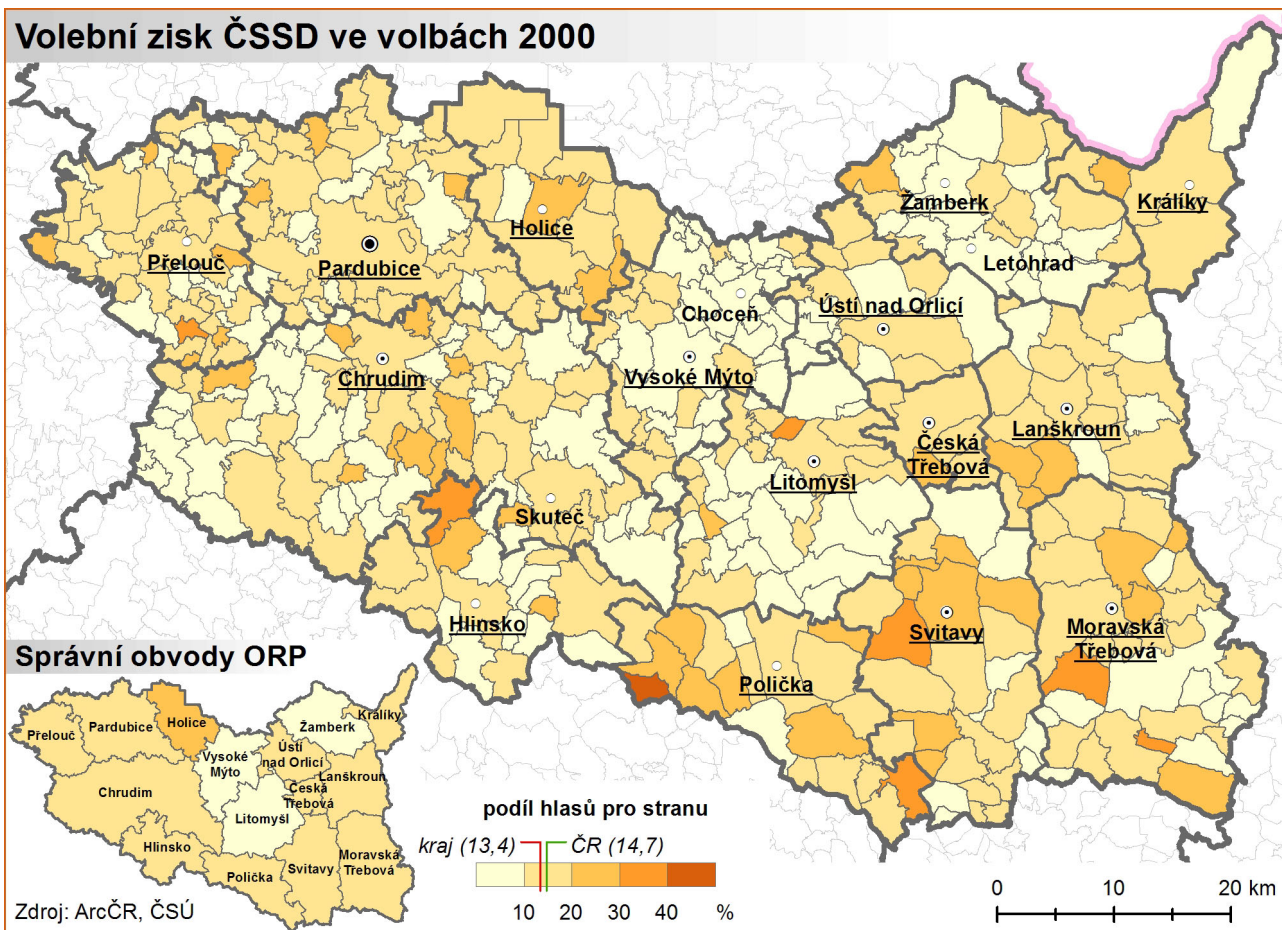 Volební zisk ČSSD ve volbách 2000
Žamberk
Králíky
Holice
Přelouč
Pardubice
Letohrad
Choceň
Ústí nad Orlicí
Chrudim
Vysoké Mýto
Lanškroun
Česká
Třebová
Litomyšl
Skuteč
Hlinsko
Svitavy
Moravská
Třebová
Polička
Správní obvody ORP
Přelouč
Pardubice
Holice
Žamberk
Králíky
Vysoké
Mýto
Ústí
nad Orlicí
Lanškroun
Chrudim
Česká
Třebová
Litomyšl
Hlinsko
Polička
Svitavy
Moravská
Třebová
Zdroj: ArcČR, ČSÚ
podíl hlasů pro stranu
kraj (13,4) ČR (14,7)
10 20 30 40 %
0 10 20 km